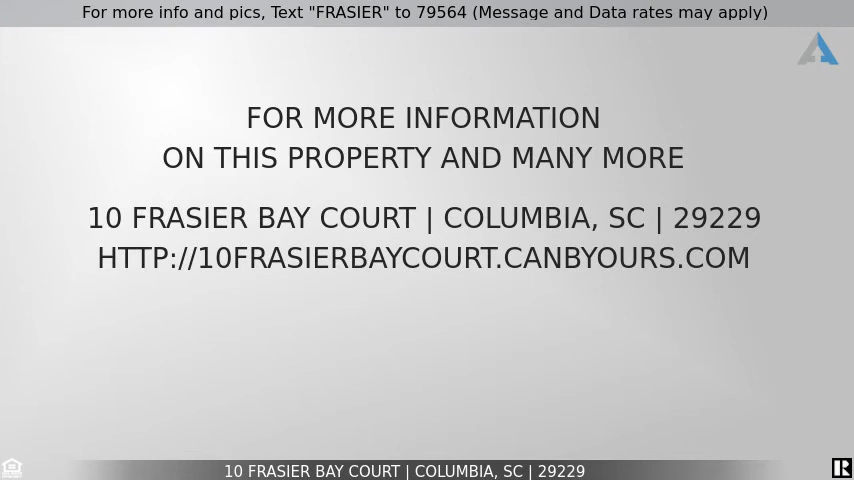 For more info and pics, Text "FRASIER" to 79564 (Message and Data rates may apply)
FOR MORE INFORMATION
ON THIS PROPERTY AND MANY MORE
10 FRASIER BAY COURT | COLUMBIA, SC | 29229
HTTP://10FRASIERBAYCOURT.CANBYOURS.COM
10 FRASIER BAY COURT | COLUMBIA, SC | 29229